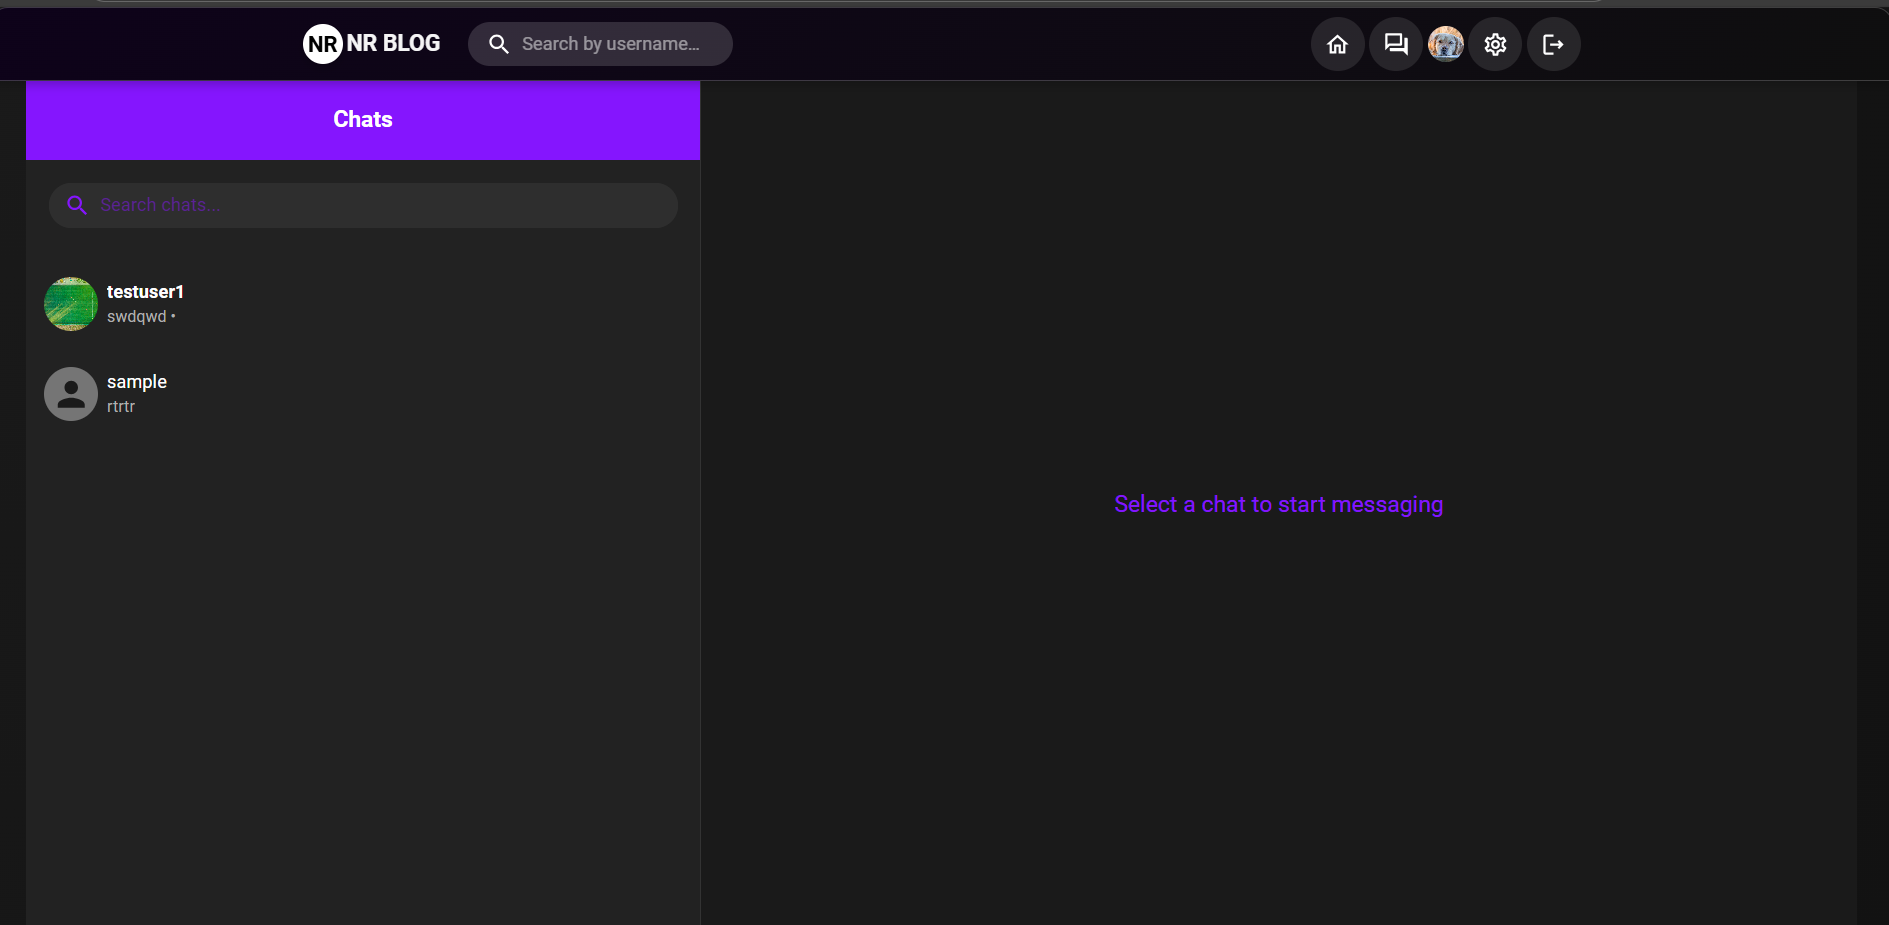 NR NR BLOG
Search by username...
Chats
Search chats...
testuser1
swdqwd •
sample
rtrtr
Select a chat to start messaging